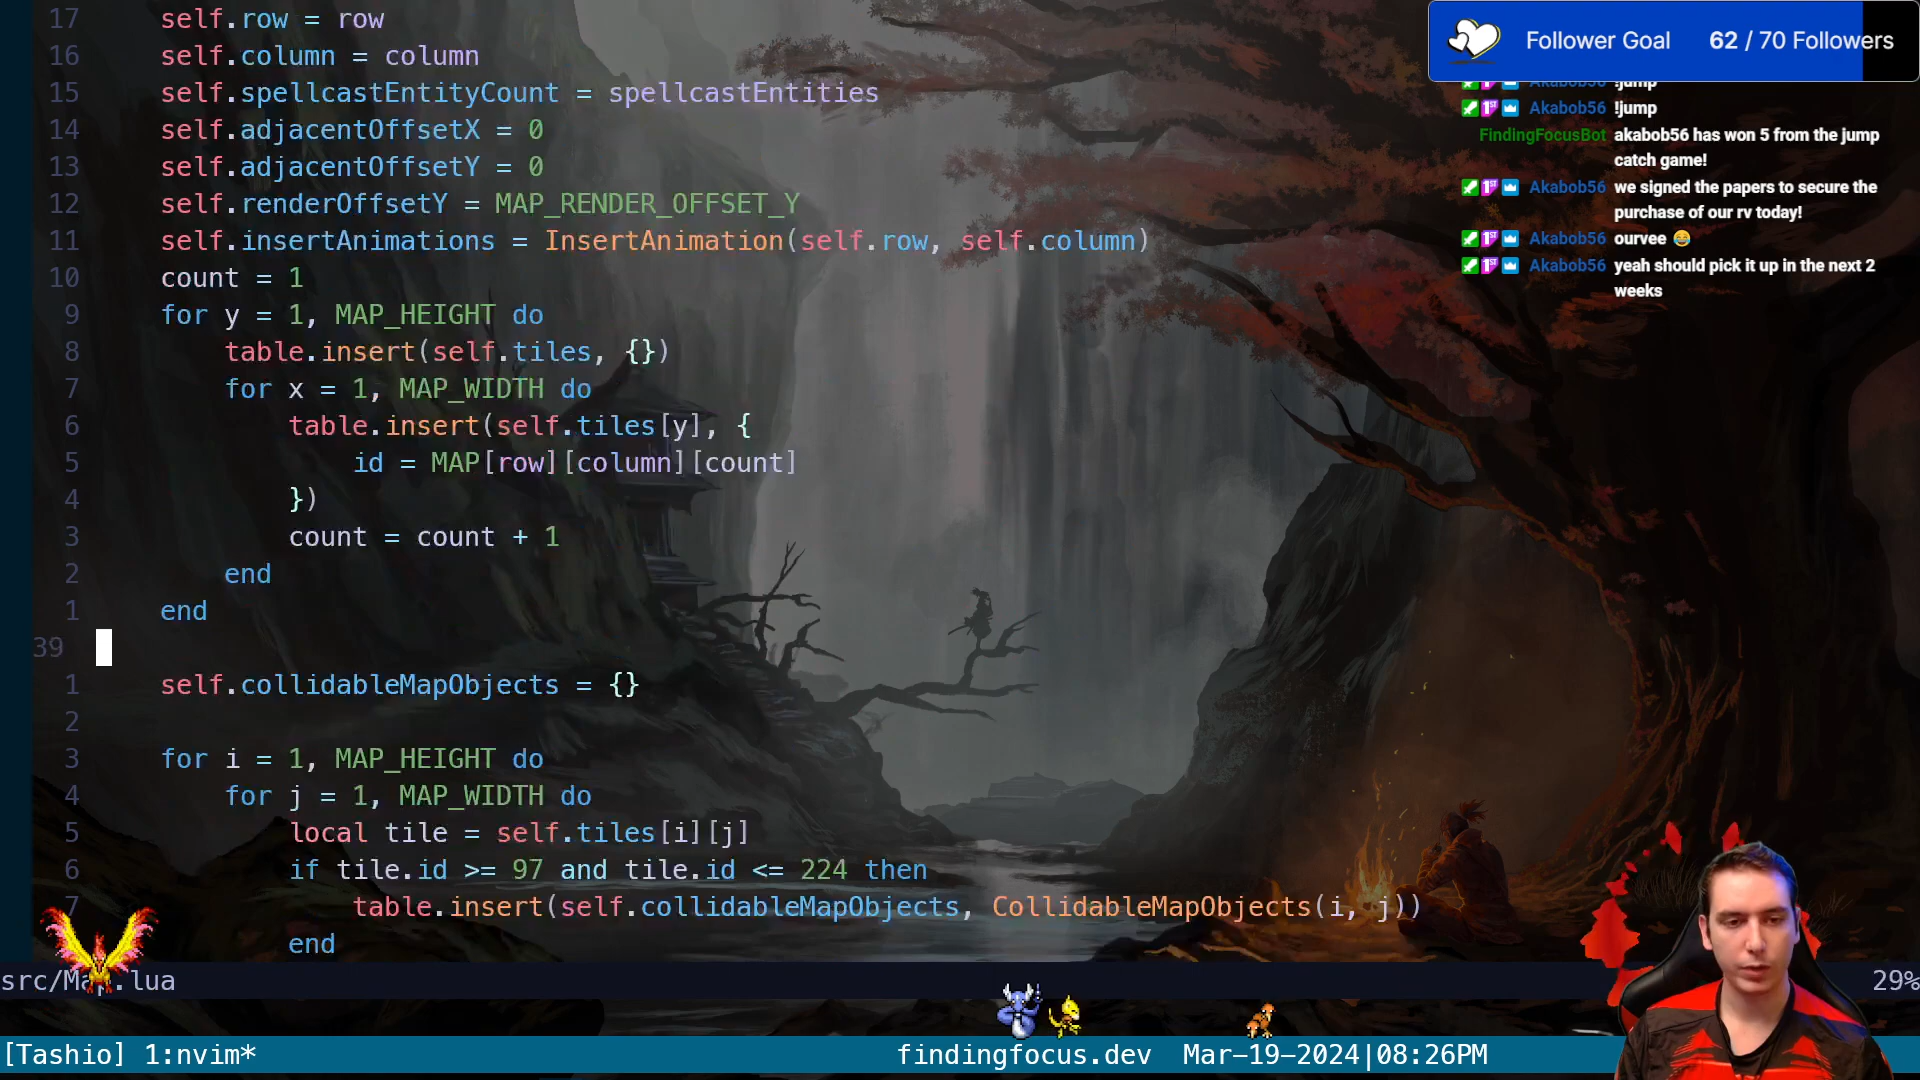 17 self.row = row
16 self.column = column
15 self.spellcastEntityCount = spellcastEntities
14 self.adjacentOffsetX = 0
13 self.adjacentOffsetY = 0
12 self.renderOffsetY = MAP_RENDER_OFFSET_Y
11 self.insertAnimations = InsertAnimation(self.row, self.column)
10 count = 1
9 for y = 1, MAP_HEIGHT do
8 table.insert(self.tiles, {})
7 for x = 1, MAP_WIDTH do
6 table.insert(self.tiles[y], {
5 id = MAP[row][column][count]
4 })
3 count = count + 1
2 end
1 end
39
1 self.collidableMapObjects = {}
2
3 for i = 1, MAP_HEIGHT do
4 for j = 1, MAP_WIDTH do
5 local tile = self.tiles[i][j]
6 if tile.id >= 97 and tile.id <= 224 then
7 table.insert(self.collidableMapObjects, CollidableMapObjects(i, j))
end
src/Map.lua 29%
[Tashio] 1:nvim* findingfocus.dev Mar-19-2024|08:26PM
Follower Goal 62 / 70 Followers
Akabob56 !jump
Akabob56 !jump
FindingFocusBot akabob56 has won 5 from the jump
catch game!
Akabob56 we signed the papers to secure the
purchase of our rv today!
Akabob56 ourvee 😂
Akabob56 yeah should pick it up in the next 2
weeks